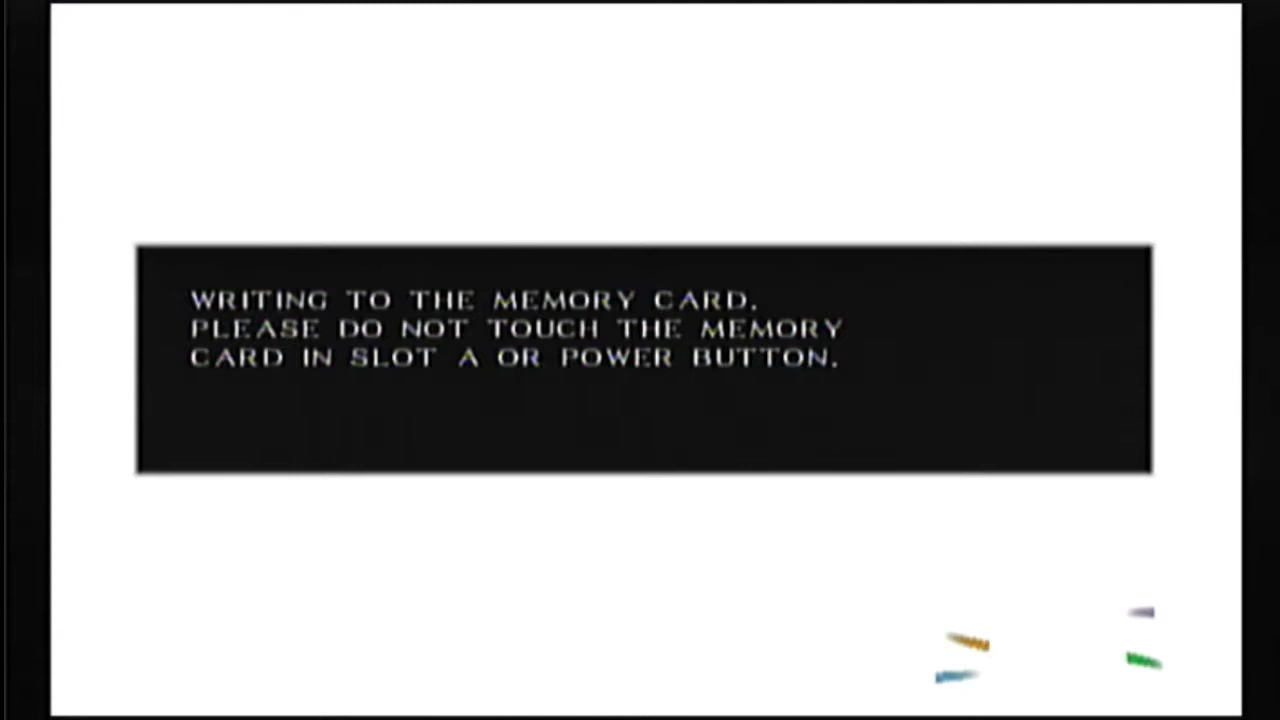 WRITING TO THE MEMORY CARD.
PLEASE DO NOT TOUCH THE MEMORY
CARD IN SLOT A OR POWER BUTTON.